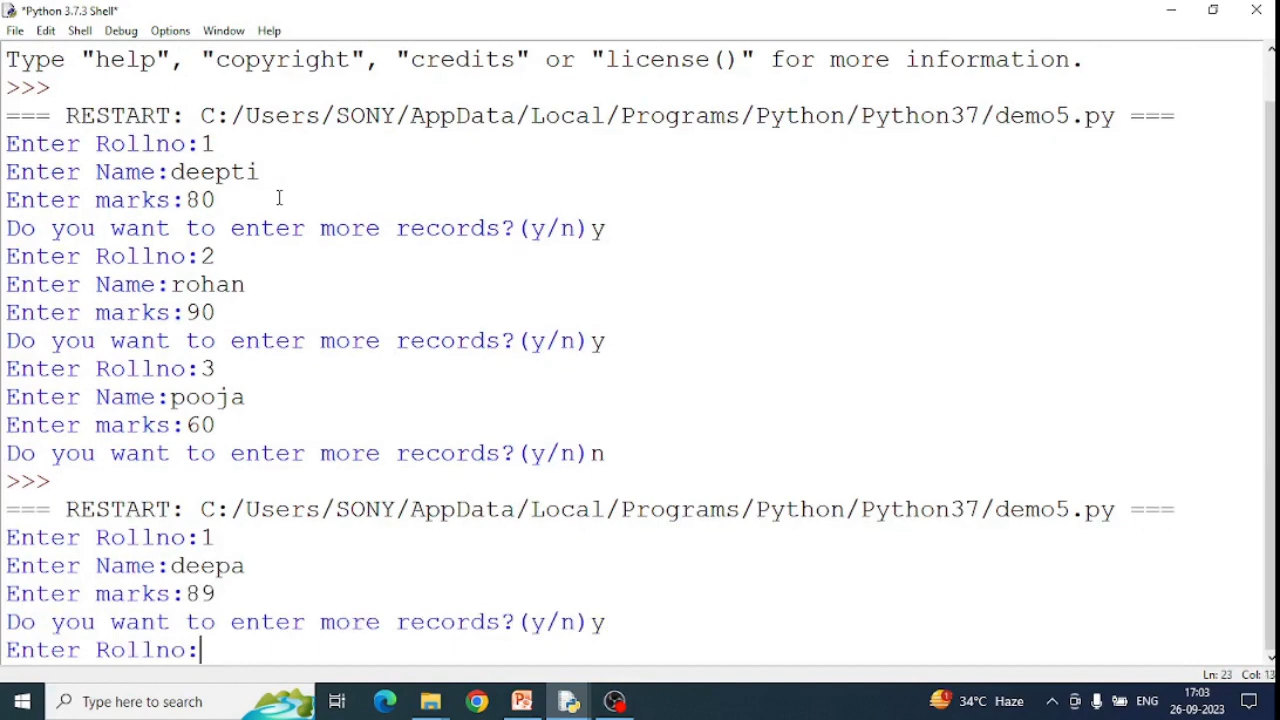 *Python 3.7.3 Shell*
File Edit Shell Debug Options Window Help
Type "help", "copyright", "credits" or "license()" for more information.
>>>
=== RESTART: C:/Users/SONY/AppData/Local/Programs/Python/Python37/demo5.py ===
Enter Rollno:1
Enter Name:deepti
Enter marks:80
Do you want to enter more records?(y/n)y
Enter Rollno:2
Enter Name:rohan
Enter marks:90
Do you want to enter more records?(y/n)y
Enter Rollno:3
Enter Name:pooja
Enter marks:60
Do you want to enter more records?(y/n)n
>>>
=== RESTART: C:/Users/SONY/AppData/Local/Programs/Python/Python37/demo5.py ===
Enter Rollno:1
Enter Name:deepa
Enter marks:89
Do you want to enter more records?(y/n)y
Enter Rollno:
Ln: 23 Col: 13
Type here to search
34°C Haze
ENG
17:03
26-09-2023